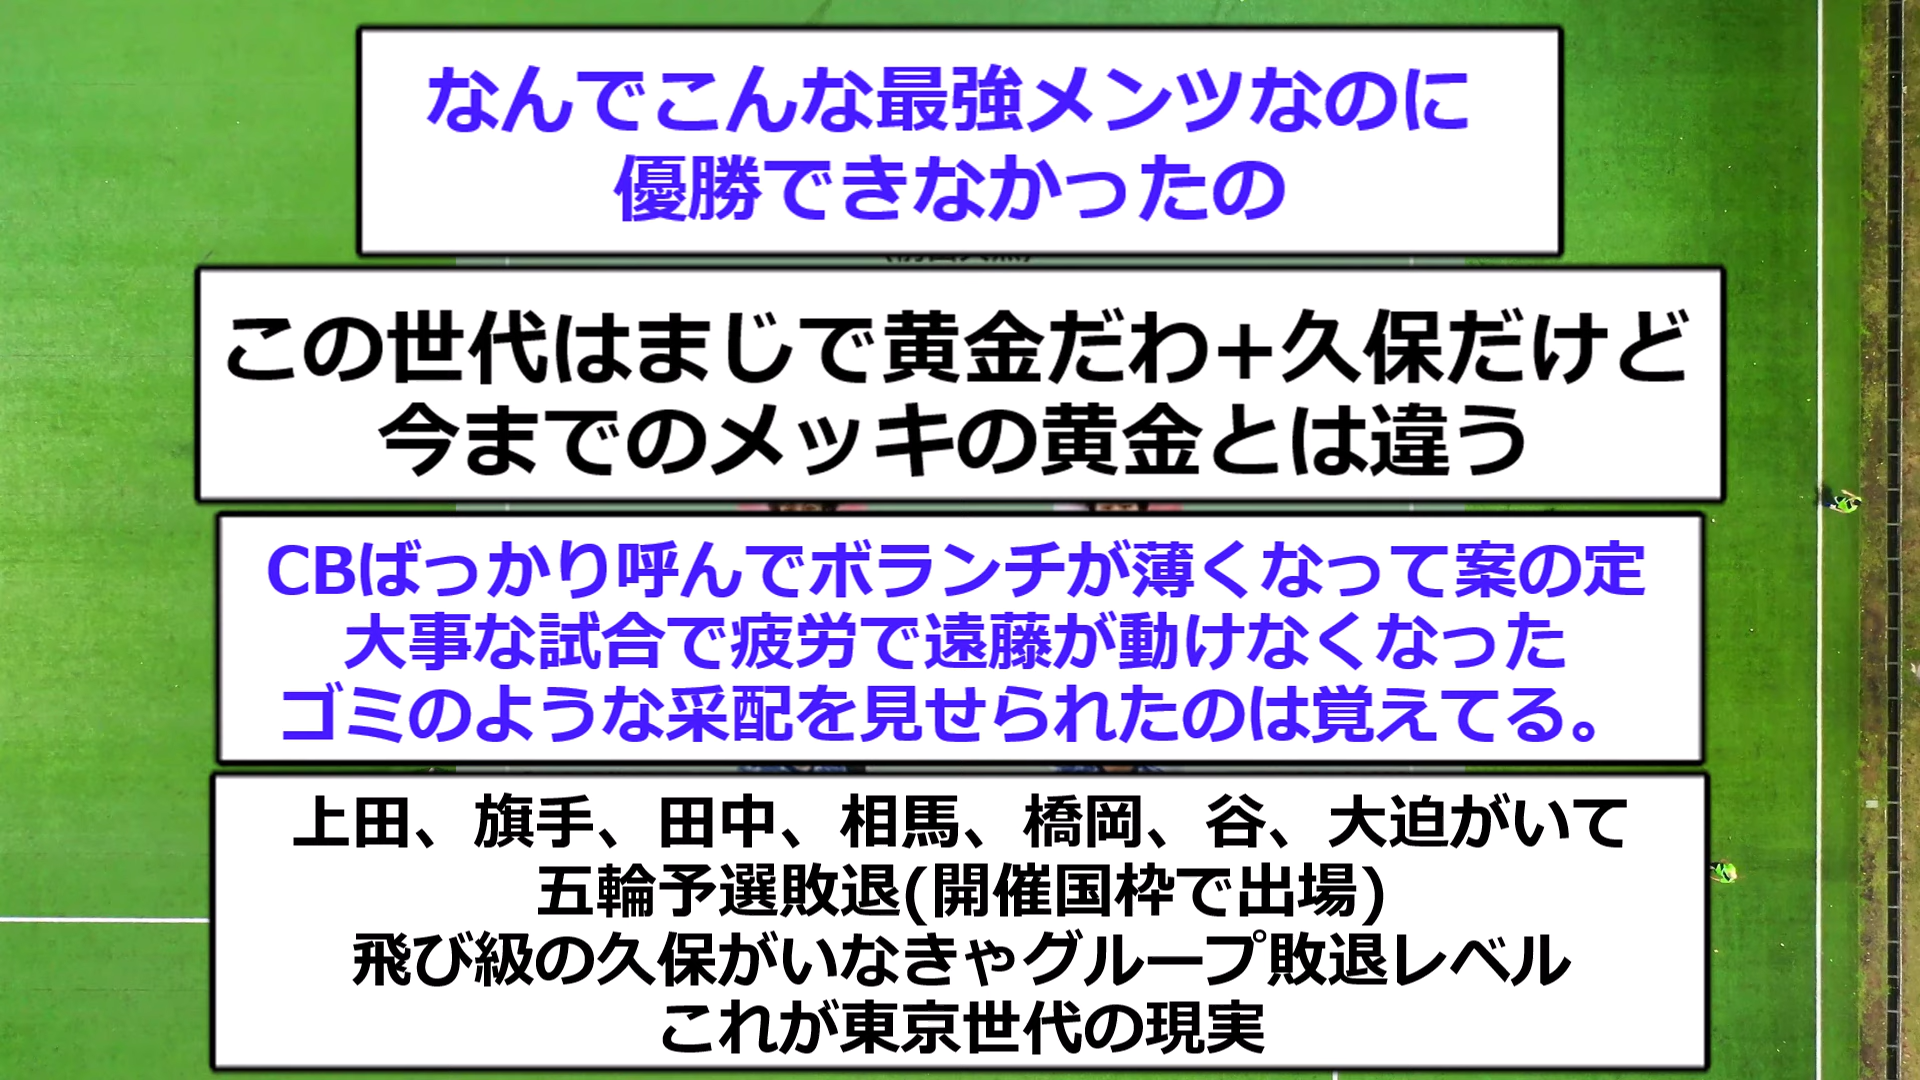 なんでこんな最強メンツなのに
優勝できなかったの
この世代はまじで黄金だわ+久保だけど
今までのメッキの黄金とは違う
CBばっかり呼んでボランチが薄くなって案の定
大事な試合で疲労で遠藤が動けなくなった
ゴミのような采配を見せられたのは覚えてる。
上田、旗手、田中、相馬、橋岡、谷、大迫がいて
五輪予選敗退(開催国枠で出場)
飛び級の久保がいなきゃグループ敗退レベル
これが東京世代の現実